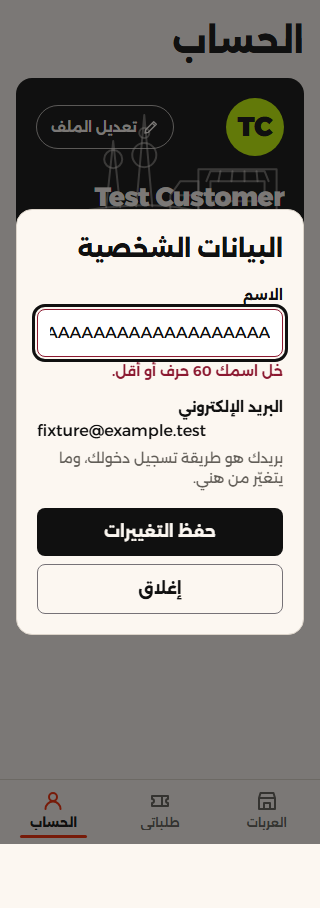 الحساب
TC
تعديل الملف
Test Customer
البيانات الشخصية
الاسم
AAAAAAAAAAAAAAAAAAA
خل اسمك 60 حرف أو أقل.
البريد الإلكتروني
fixture@example.test
بريدك هو طريقة تسجيل دخولك، وما
يتغيّر من هني.
حفظ التغييرات
إغلاق
العربات
طلباتي
الحساب